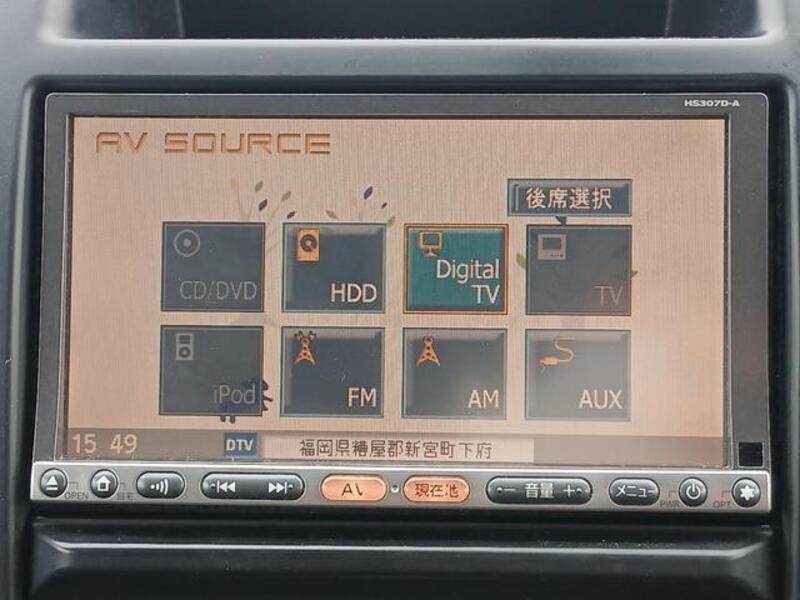 HS307D-A
AV SOURCE
後席選択
CD/DVD
HDD
Digital
TV
TV
iPod
FM
AM
AUX
15 49
DTV
福岡県糟屋郡新宮町下府
OPEN
自宅
AV
現在地
− 音量 +
メニュー
PWR
OPT